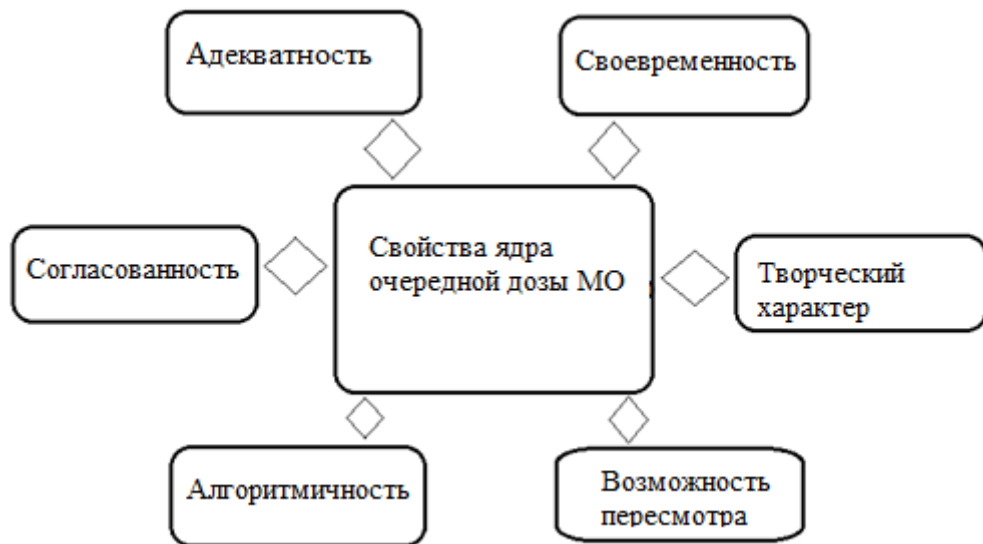 Адекватность
Своевременность
Согласованность
Свойства ядра
очередной дозы МО
Творческий
характер
Алгоритмичность
Возможность
пересмотра